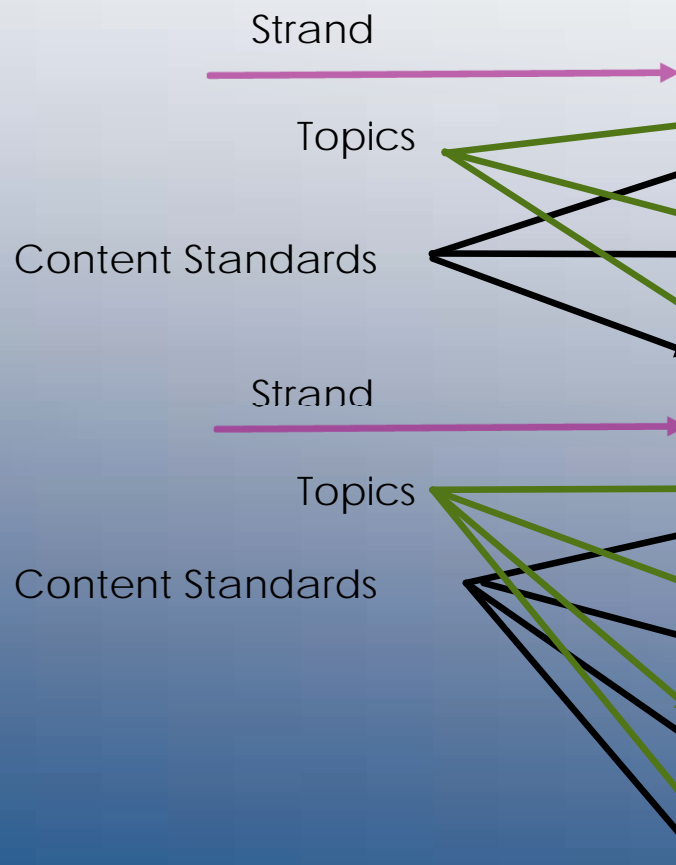 Strand
Topics
Content Standards
Strand
Topics
Content Standards